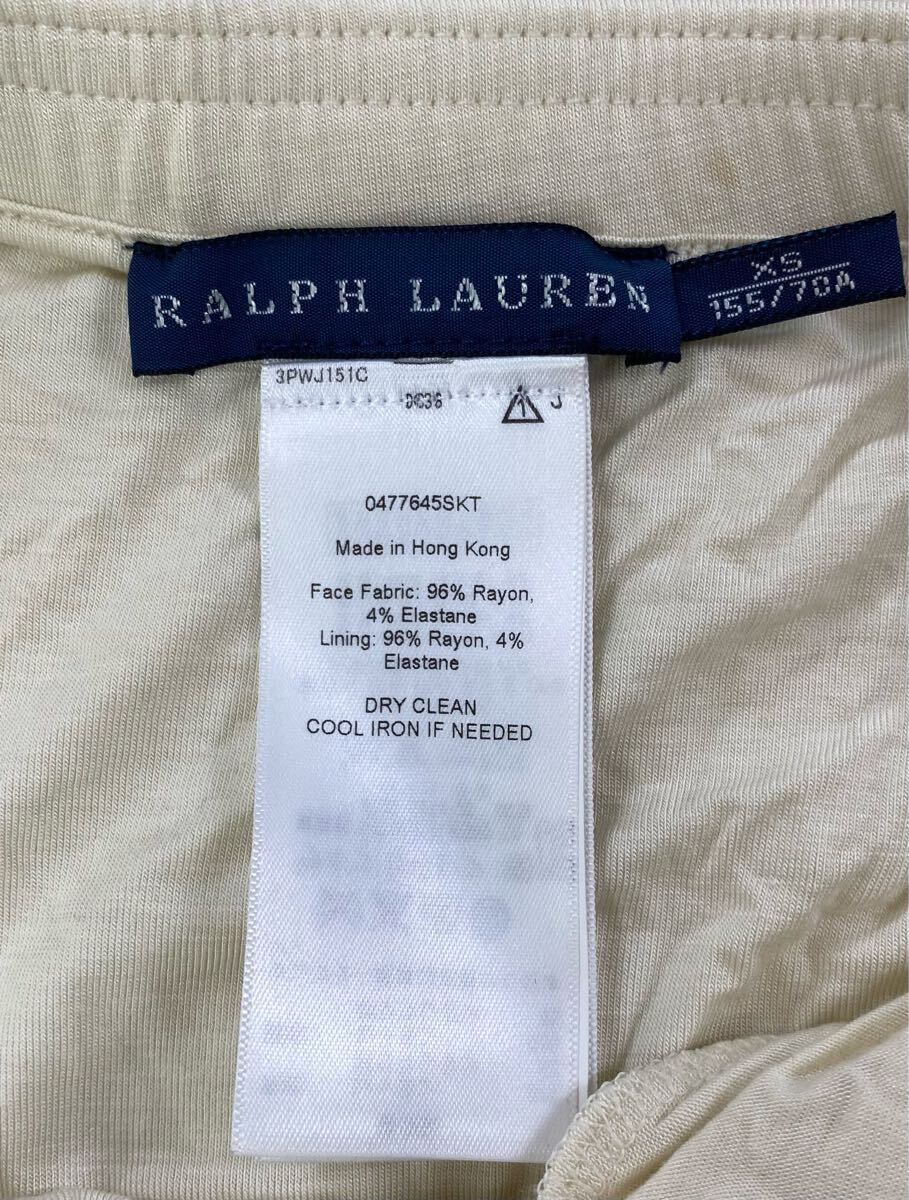 RALPH LAUREN
XS
155/70A
3PWJ151C
J
0477645SKT
Made in Hong Kong
Face Fabric: 96% Rayon,
4% Elastane
Lining: 96% Rayon, 4%
Elastane
DRY CLEAN
COOL IRON IF NEEDED